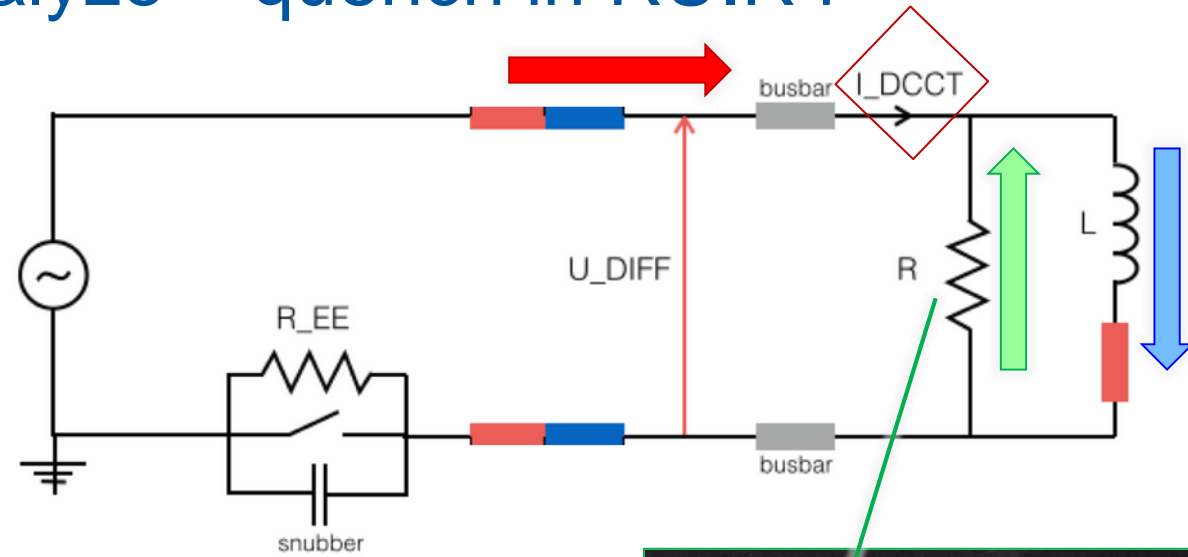 busbar
I_DCCT
L
U_DIFF
R
R_EE
busbar
snubber